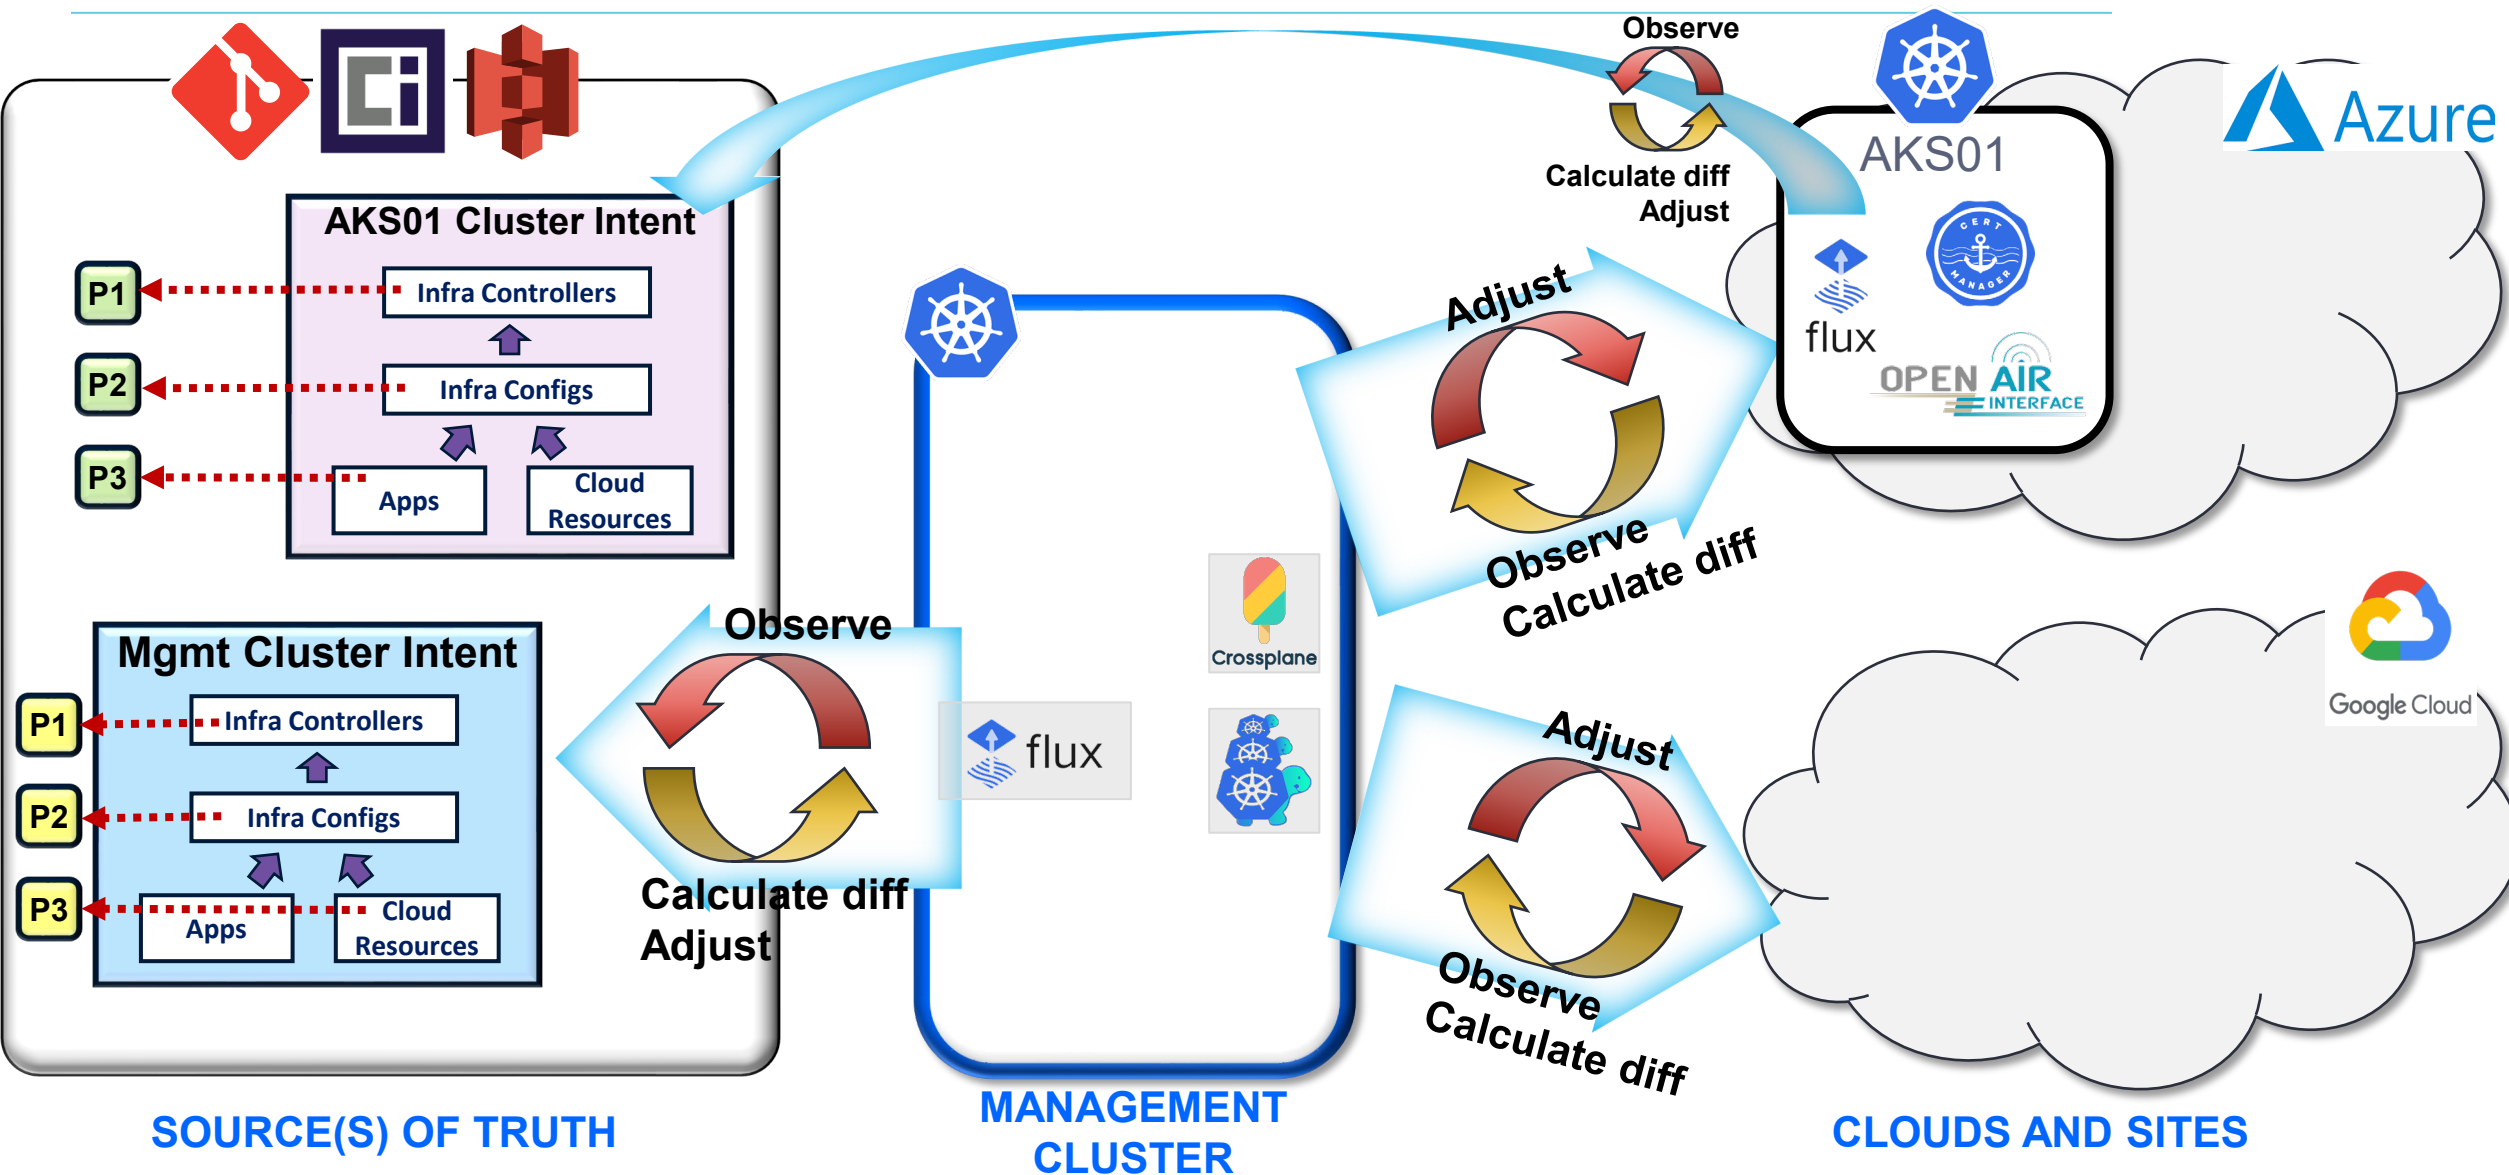 Observe
Calculate diff
Adjust
Ci
AKS01
Azure
CERT
MANAGER
flux
OPEN AIR
INTERFACE
AKS01 Cluster Intent
P1
Infra Controllers
P2
Infra Configs
P3
Apps
Cloud
Resources
Mgmt Cluster Intent
P1
Infra Controllers
P2
Infra Configs
P3
Apps
Cloud
Resources
Observe
Calculate diff
Adjust
flux
Crossplane
Adjust
Observe
Calculate diff
Adjust
Observe
Calculate diff
Google Cloud
SOURCE(S) OF TRUTH
MANAGEMENT
CLUSTER
CLOUDS AND SITES